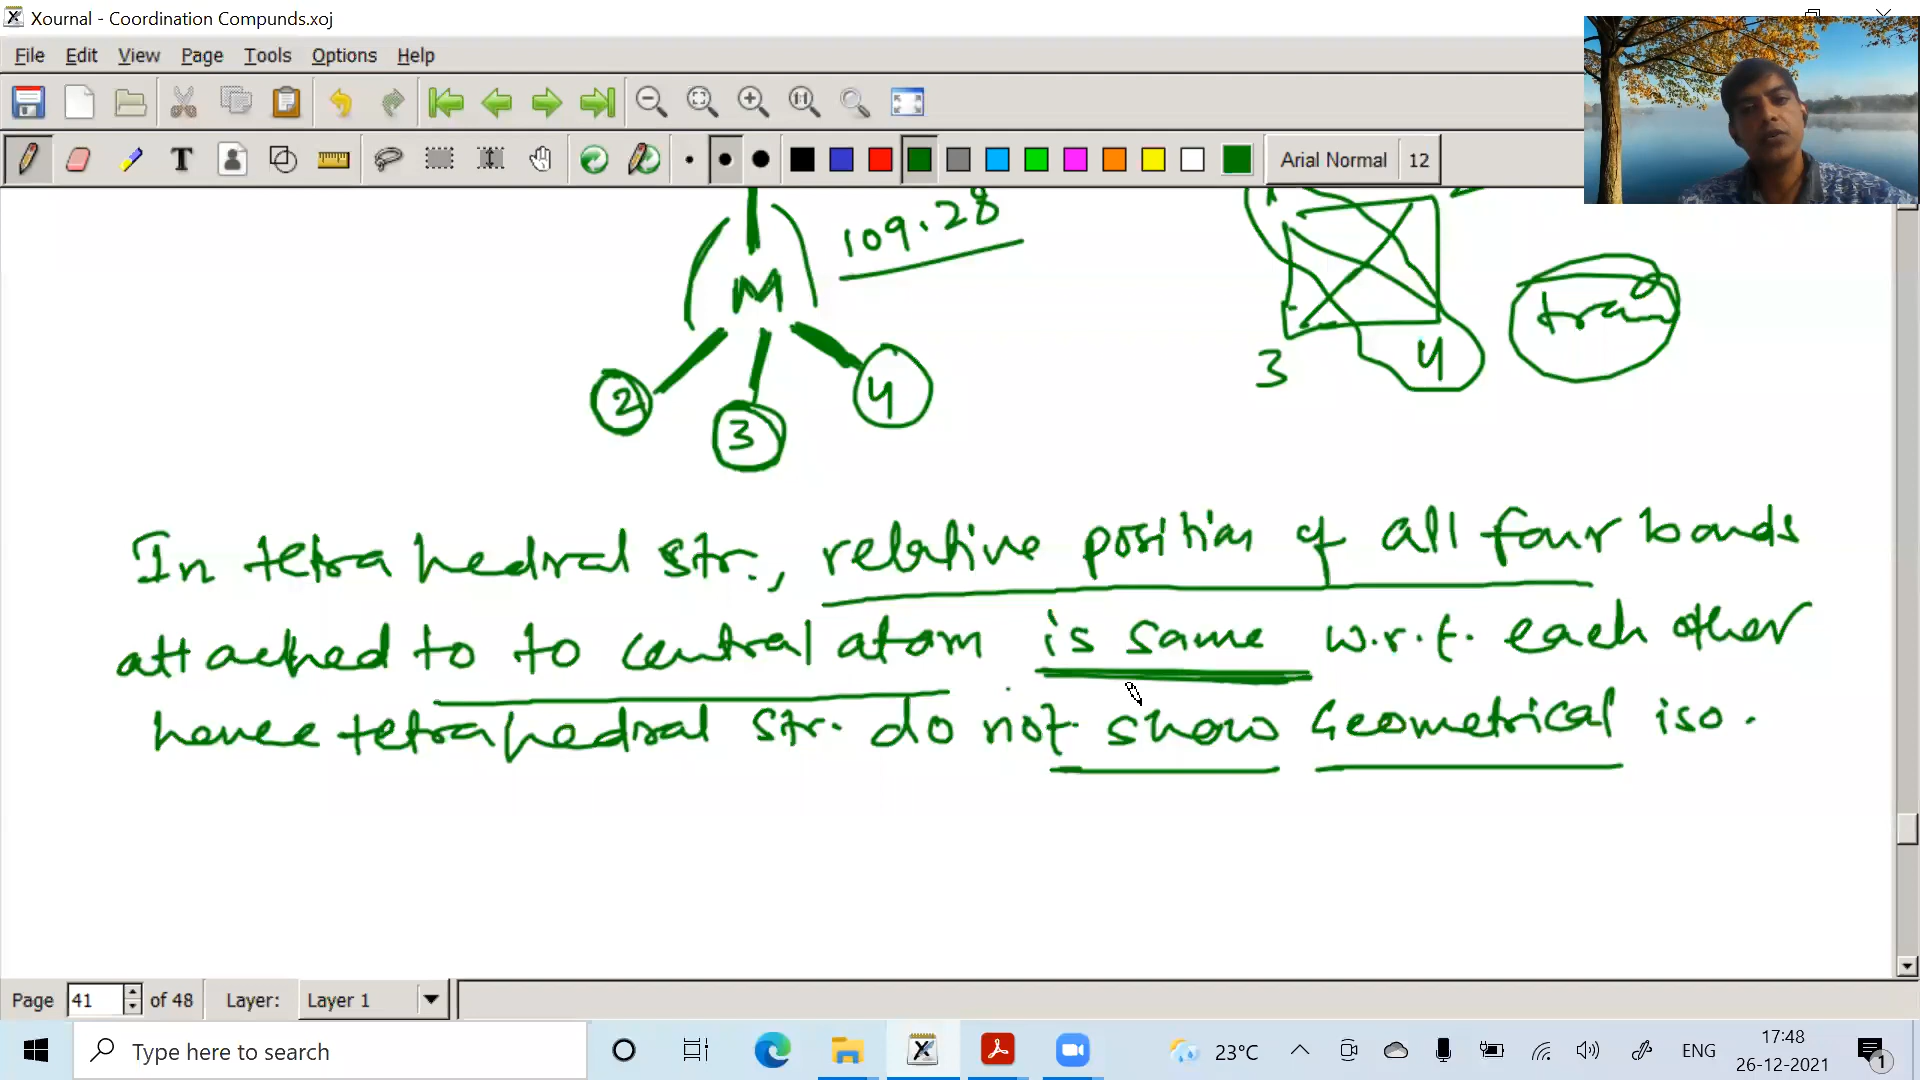 Xournal - Coordination Compunds.xoj
File Edit View Page Tools Options Help
Arial Normal 12
109.28
M
2
3
4
3
4
In tetrahedral str., relative position of all four bonds
attached to to central atom is same w.r.t. each other
hence tetrahedral str. do not show Geometrical iso.
Page 41 of 48 Layer: Layer 1
Type here to search
23°C
ENG
17:48
26-12-2021
1